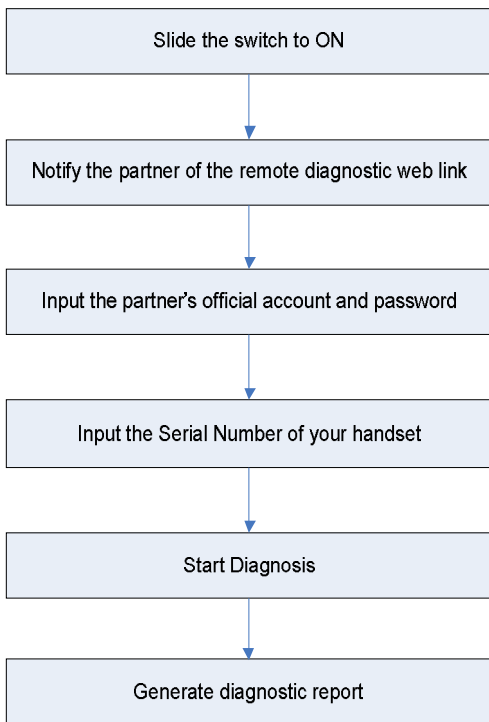 Slide the switch to ON
Notify the partner of the remote diagnostic web link
Input the partner's official account and password
Input the Serial Number of your handset
Start Diagnosis
Generate diagnostic report